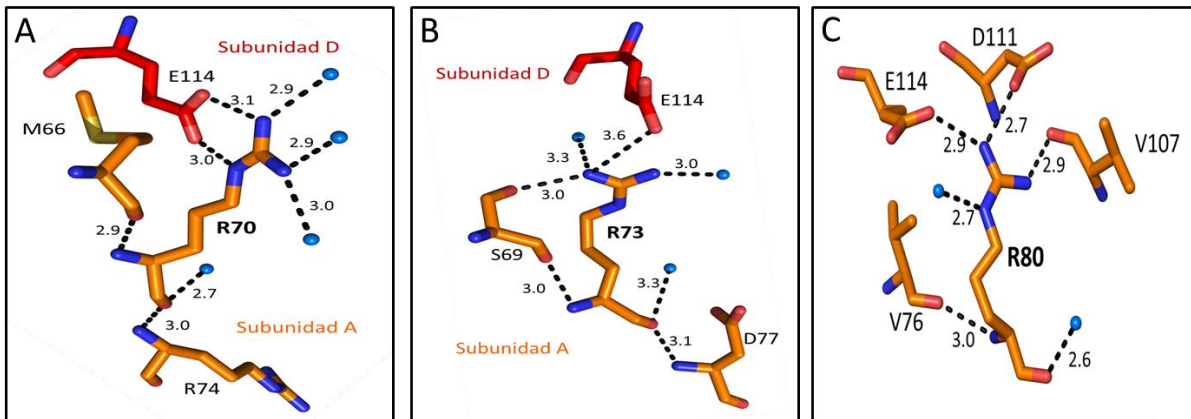 A
Subunidad D
E114
3.1
2.9
M66
2.9
3.0
3.0
R70
2.9
2.7
3.0
Subunidad A
R74
B
Subunidad D
E114
3.3
3.6
3.0
3.0
R73
S69
3.0
3.3
Subunidad A
3.1
D77
C
D111
E114
2.7
2.9
2.9
V107
2.7
R80
V76
3.0
2.6